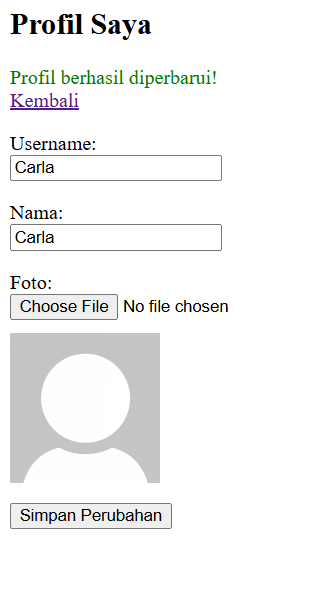 Profil Saya
Profil berhasil diperbarui!
Kembali
Username:
Carla
Nama:
Carla
Foto:
Choose File No file chosen
Simpan Perubahan